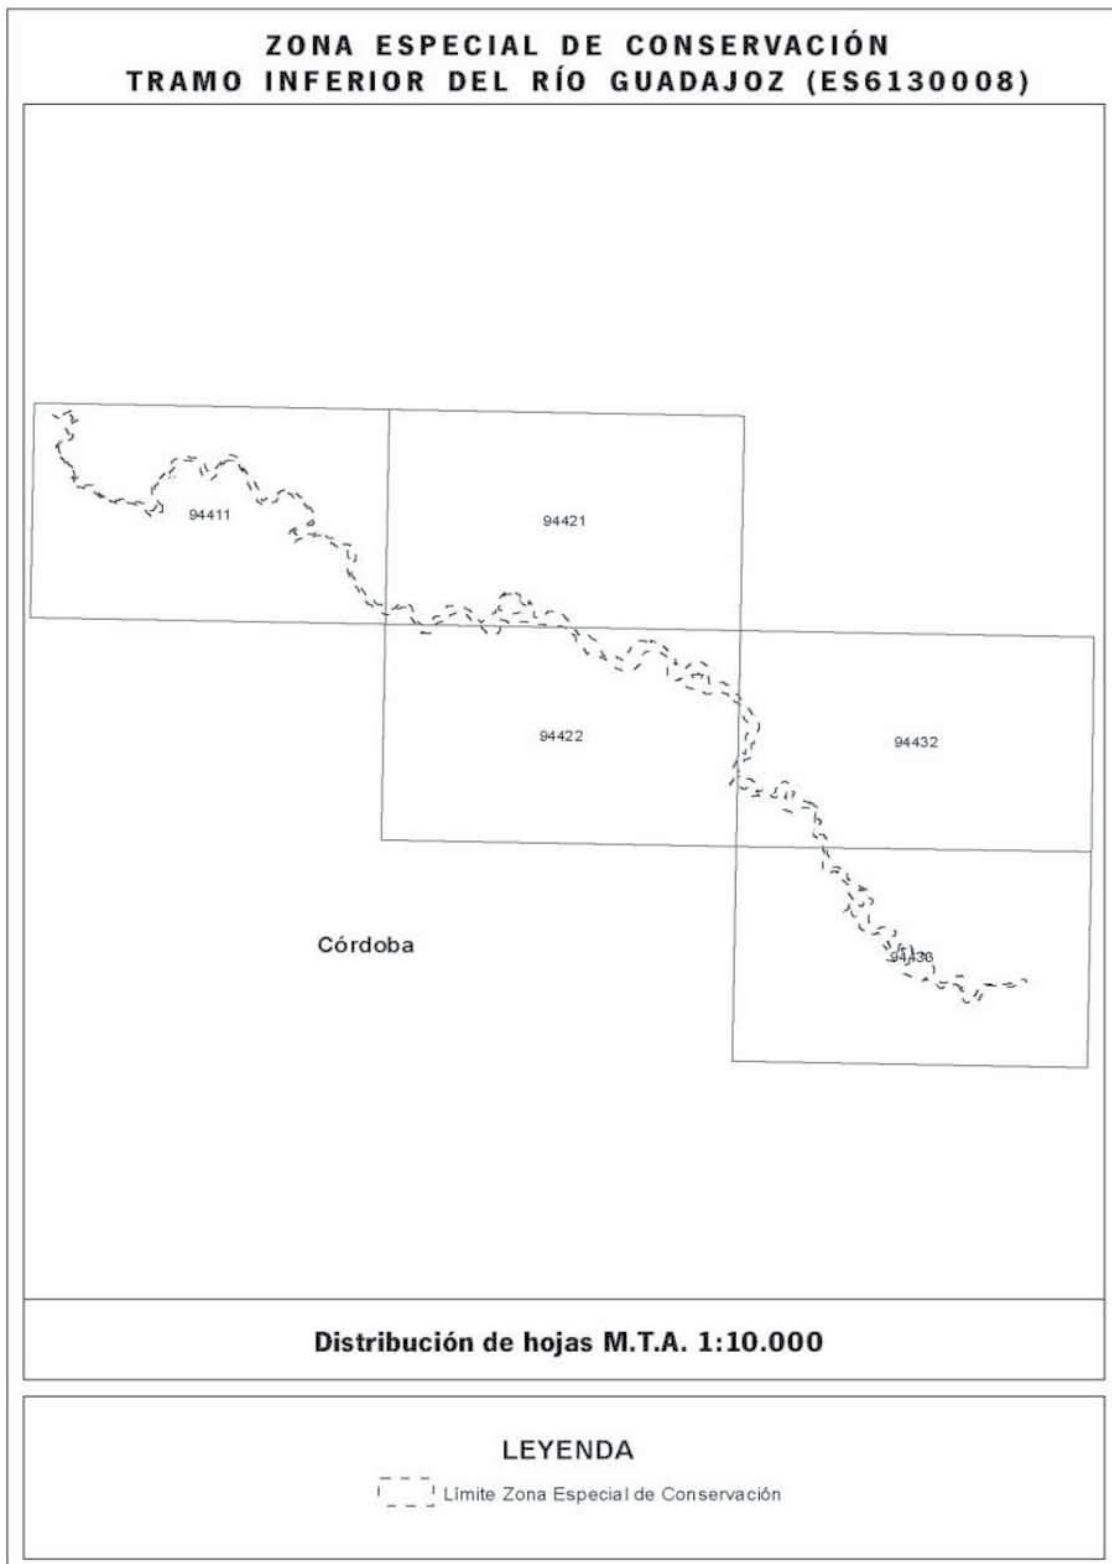 ZONA ESPECIAL DE CONSERVACIÓN
TRAMO INFERIOR DEL RÍO GUADAJOZ (ES6130008)
94411
94421
94422
94432
Córdoba
94433
Distribución de hojas M.T.A. 1:10.000
LEYENDA
Límite Zona Especial de Conservación